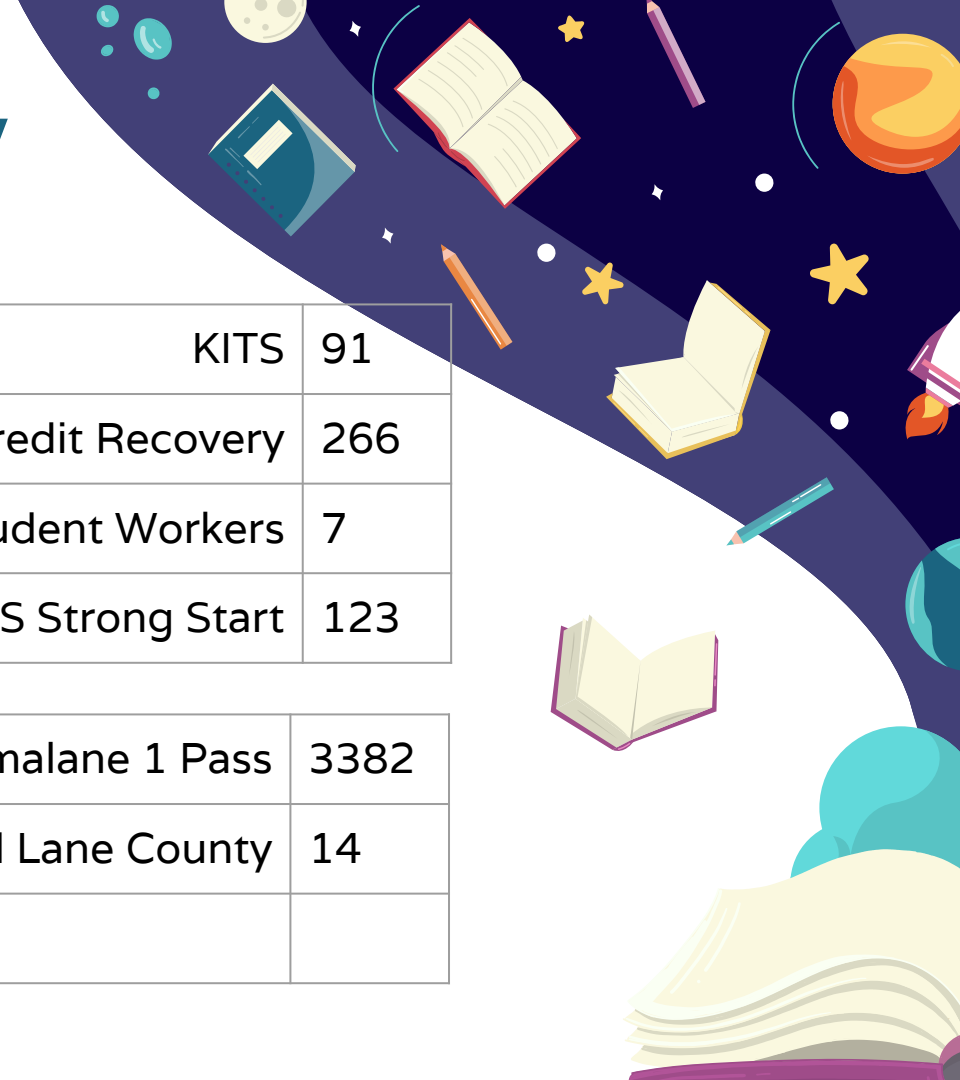 KITS 91
redit Recovery 266
udent Workers 7
S Strong Start 123
malane 1 Pass 3382
Lane County 14